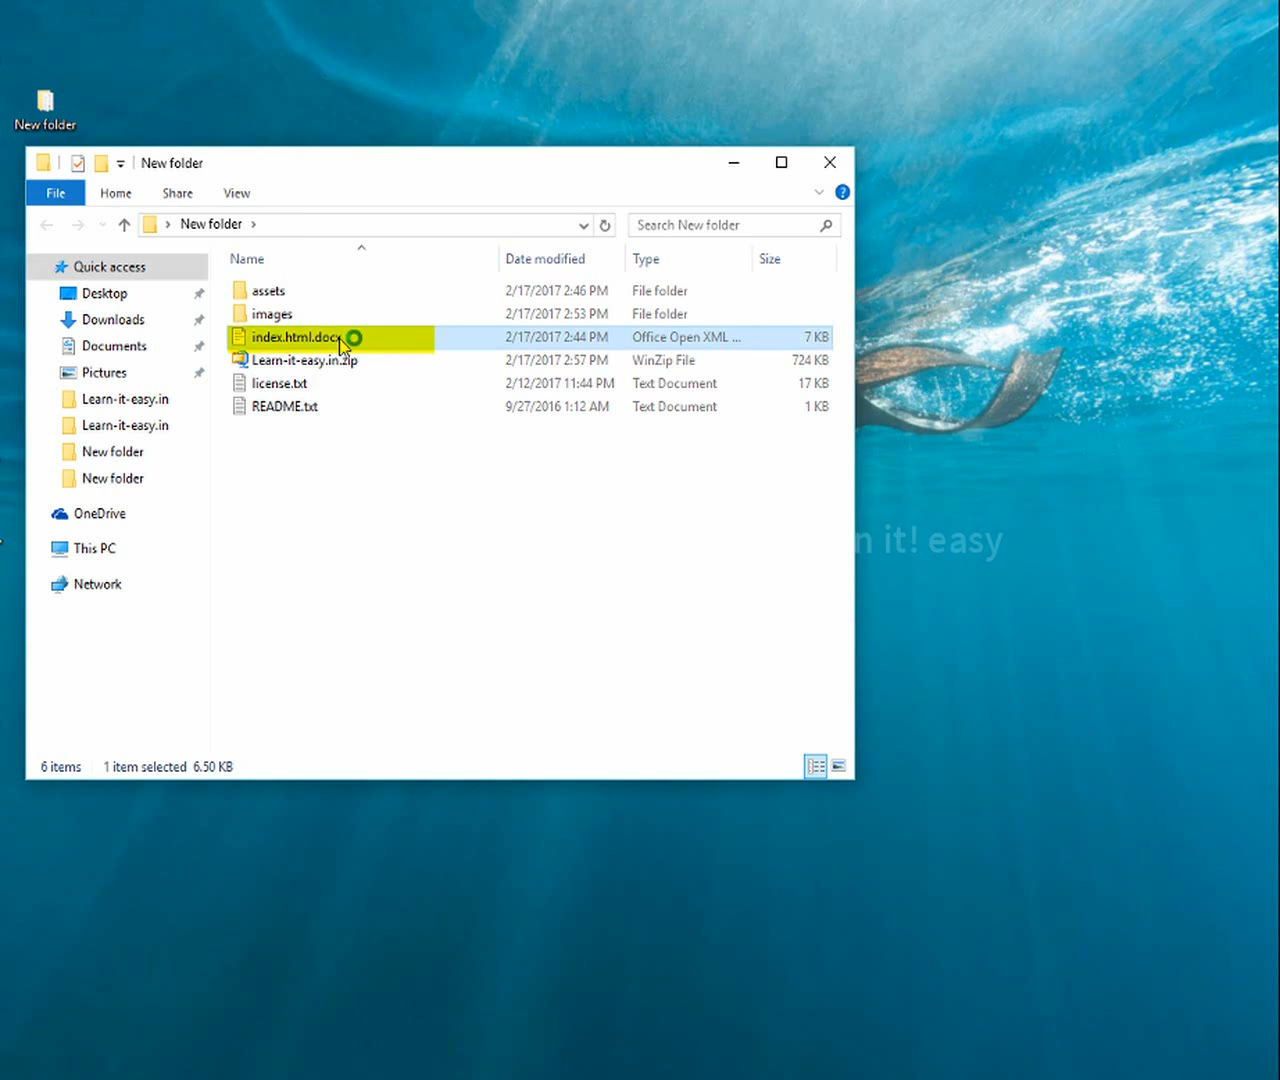 New folder
New folder
File Home Share View
New folder
Search New folder
Name Date modified Type Size
Quick access
Desktop
Downloads
Documents
Pictures
Learn-it-easy.in
Learn-it-easy.in
New folder
New folder
OneDrive
This PC
Network
assets 2/17/2017 2:46 PM File folder
images 2/17/2017 2:53 PM File folder
index.html.docx 2/17/2017 2:44 PM Office Open XML ... 7 KB
Learn-it-easy.in.zip 2/17/2017 2:57 PM WinZip File 724 KB
license.txt 2/12/2017 11:44 PM Text Document 17 KB
README.txt 9/27/2016 1:12 AM Text Document 1 KB
n it! easy
6 items 1 item selected 6.50 KB